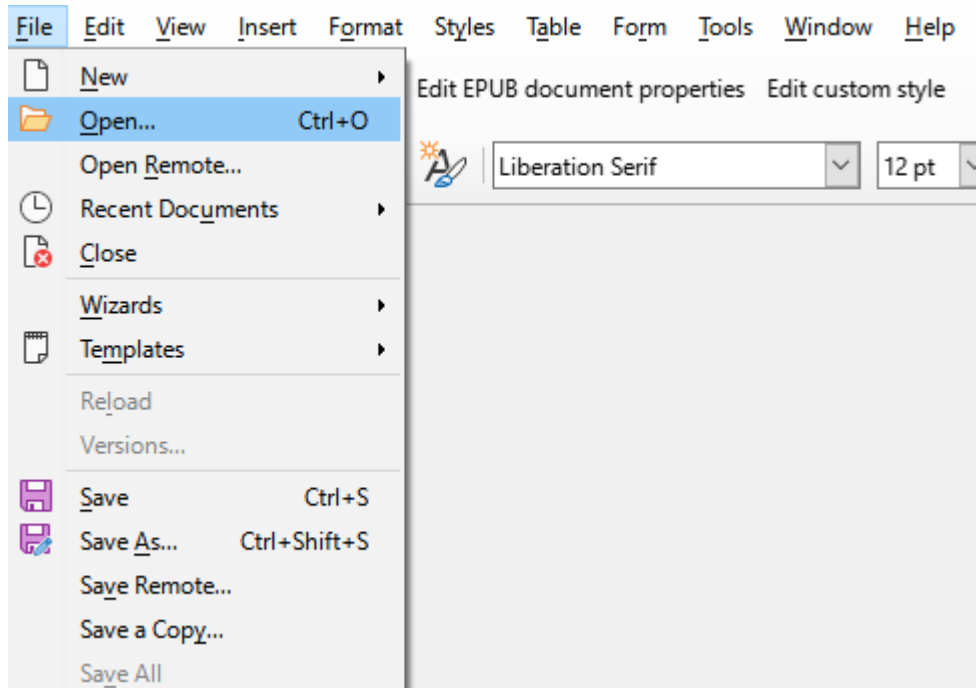 File Edit View Insert Format Styles Table Form Tools Window Help
New
Edit EPUB document properties Edit custom style
Open... Ctrl+O
Open Remote...
Liberation Serif 12 pt
Recent Documents
Close
Wizards
Templates
Reload
Versions...
Save Ctrl+S
Save As... Ctrl+Shift+S
Save Remote...
Save a Copy...
Save All